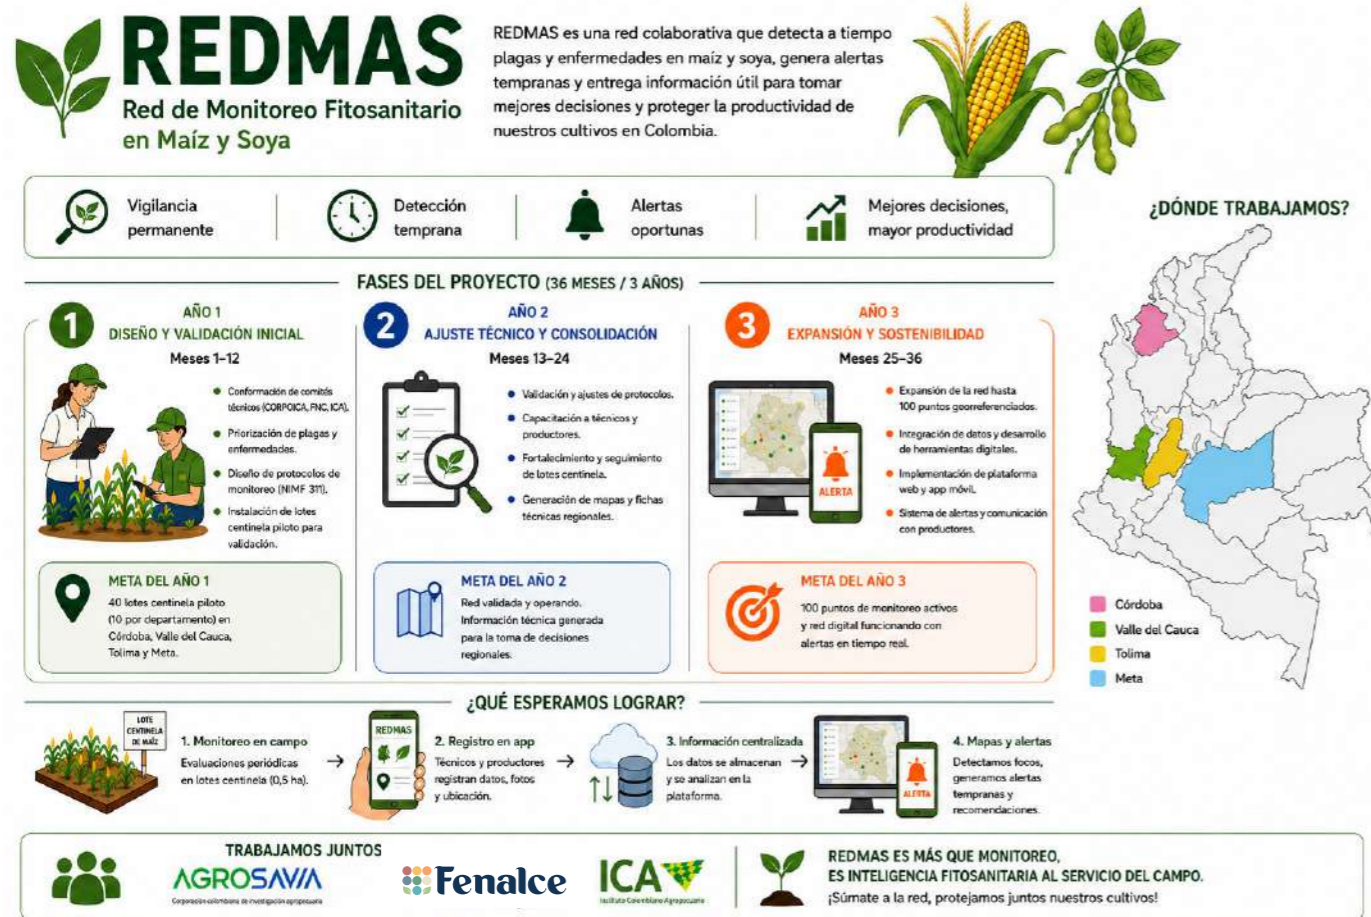 REDMAS
Red de Monitoreo Fitosanitario
en Maíz y Soya
REDMAS es una red colaborativa que detecta a tiempo
plagas y enfermedades en maíz y soya, genera alertas
tempranas y entrega información útil para tomar
mejores decisiones y proteger la productividad de
nuestros cultivos en Colombia.
Vigilancia
permanente
Detección
temprana
Alertas
oportunas
Mejores decisiones,
mayor productividad
¿DÓNDE TRABAJAMOS?
FASES DEL PROYECTO (36 MESES / 3 AÑOS)
1
AÑO 1
DISEÑO Y VALIDACIÓN INICIAL
Meses 1–12
Conformación de comités
técnicos (CORPOICA, FNC, ICA).
Priorización de plagas y
enfermedades.
Diseño de protocolos de
monitoreo (NIMF 311).
Instalación de lotes
centinela piloto para
validación.
META DEL AÑO 1
40 lotes centinela piloto
(10 por departamento) en
Córdoba, Valle del Cauca,
Tolima y Meta.
2
AÑO 2
AJUSTE TÉCNICO Y CONSOLIDACIÓN
Meses 13–24
Validación y ajustes de protocolos.
Capacitación a técnicos y
productores.
Fortalecimiento y seguimiento
de lotes centinela.
Generación de mapas y fichas
técnicas regionales.
META DEL AÑO 2
Red validada y operando.
Información técnica generada
para la toma de decisiones
regionales.
3
AÑO 3
EXPANSIÓN Y SOSTENIBILIDAD
Meses 25–36
ALERTA
Expansión de la red hasta
100 puntos georreferenciados.
Integración de datos y desarrollo
de herramientas digitales.
Implementación de plataforma
web y app móvil.
Sistema de alertas y comunicación
con productores.
META DEL AÑO 3
100 puntos de monitoreo activos
y red digital funcionando con
alertas en tiempo real.
Córdoba
Valle del Cauca
Tolima
Meta
¿QUÉ ESPERAMOS LOGRAR?
LOTE
CENTINELA
DE MAÍZ
1. Monitoreo en campo
Evaluaciones periódicas
en lotes centinela (0,5 ha).
REDMAS
2. Registro en app
Técnicos y productores
registran datos, fotos
y ubicación.
3. Información centralizada
Los datos se almacenan
y se analizan en la
plataforma.
ALERTA
4. Mapas y alertas
Detectamos focos,
generamos alertas
tempranas y
recomendaciones.
TRABAJAMOS JUNTOS
AGROSAVIA
Corporación colombiana de investigación agropecuaria
Fenalce
ICA
Instituto Colombiano Agropecuario
REDMAS ES MÁS QUE MONITOREO,
ES INTELIGENCIA FITOSANITARIA AL SERVICIO DEL CAMPO.
¡Súmate a la red, protejamos juntos nuestros cultivos!